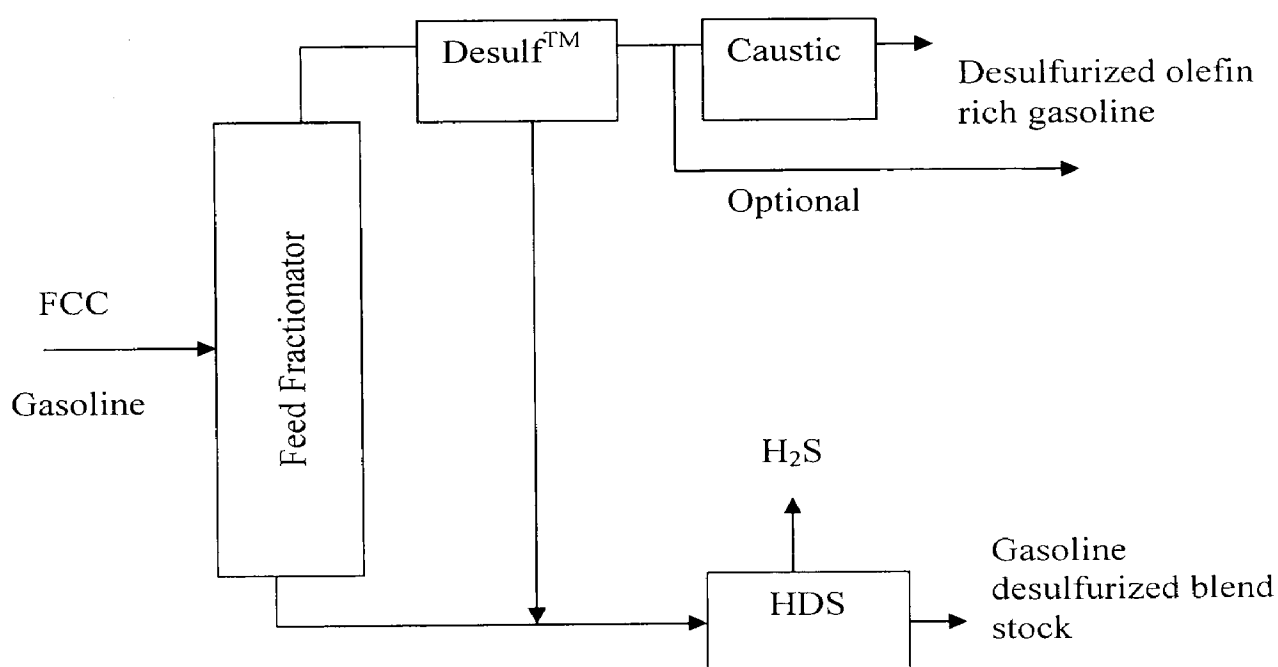 Desulf™
Caustic
Desulfurized olefin
rich gasoline
Optional
FCC
Gasoline
Feed Fractionator
H₂S
HDS
Gasoline
desulfurized blend
stock